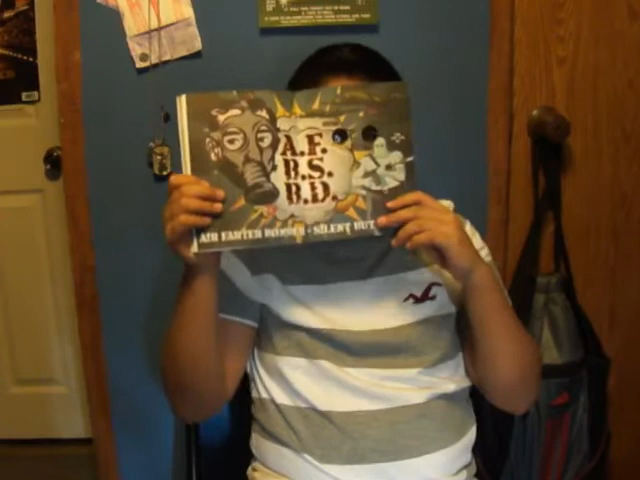 A.F.
B.S.
B.D.
AIR FARTER BOMBER - SILENT BUT